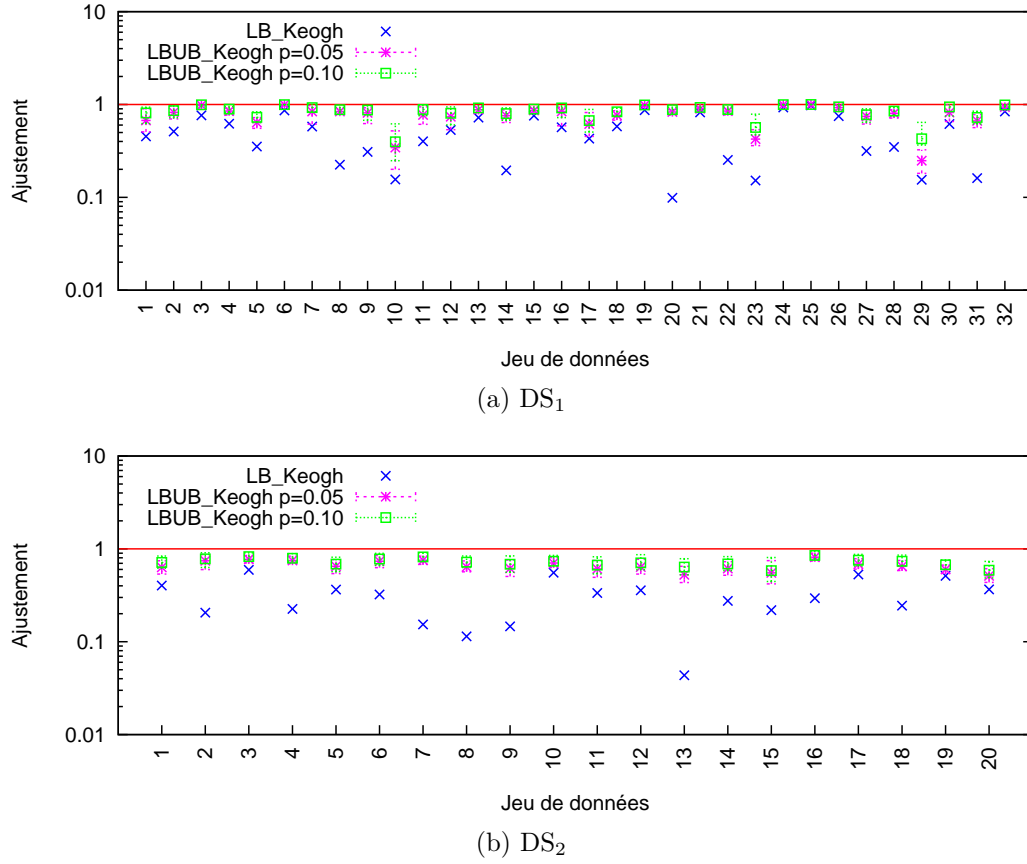 10
1
0.1
0.01
Ajustement
LB_Keogh
LBUB_Keogh p=0.05
LBUB_Keogh p=0.10
1 2 3 4 5 6 7 8 9 10 11 12 13 14 15 16 17 18 19 20 21 22 23 24 25 26 27 28 29 30 31 32
Jeu de données
(a) DS₁
10
1
0.1
0.01
Ajustement
LB_Keogh
LBUB_Keogh p=0.05
LBUB_Keogh p=0.10
1 2 3 4 5 6 7 8 9 10 11 12 13 14 15 16 17 18 19 20
Jeu de données
(b) DS₂